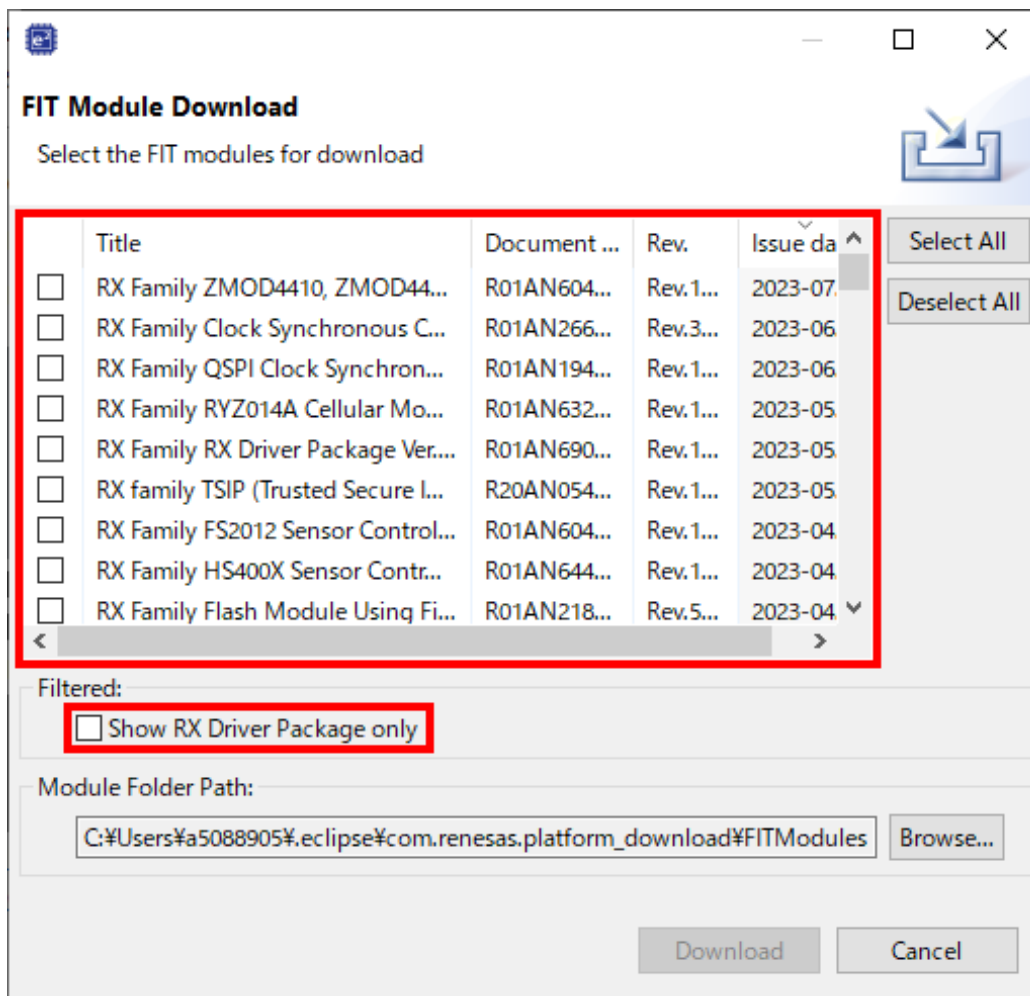 e²
FIT Module Download
Select the FIT modules for download
Title Document ... Rev. Issue da
RX Family ZMOD4410, ZMOD44... R01AN604... Rev.1... 2023-07.
RX Family Clock Synchronous C... R01AN266... Rev.3... 2023-06.
RX Family QSPI Clock Synchron... R01AN194... Rev.1... 2023-06.
RX Family RYZ014A Cellular Mo... R01AN632... Rev.1... 2023-05.
RX Family RX Driver Package Ver.... R01AN690... Rev.1... 2023-05.
RX family TSIP (Trusted Secure I... R20AN054... Rev.1... 2023-05.
RX Family FS2012 Sensor Control... R01AN604... Rev.1... 2023-04.
RX Family HS400X Sensor Contr... R01AN644... Rev.1... 2023-04.
RX Family Flash Module Using Fi... R01AN218... Rev.5... 2023-04.
Select All
Deselect All
Filtered:
Show RX Driver Package only
Module Folder Path:
C:¥Users¥a5088905¥.eclipse¥com.renesas.platform_download¥FITModules
Browse...
Download
Cancel